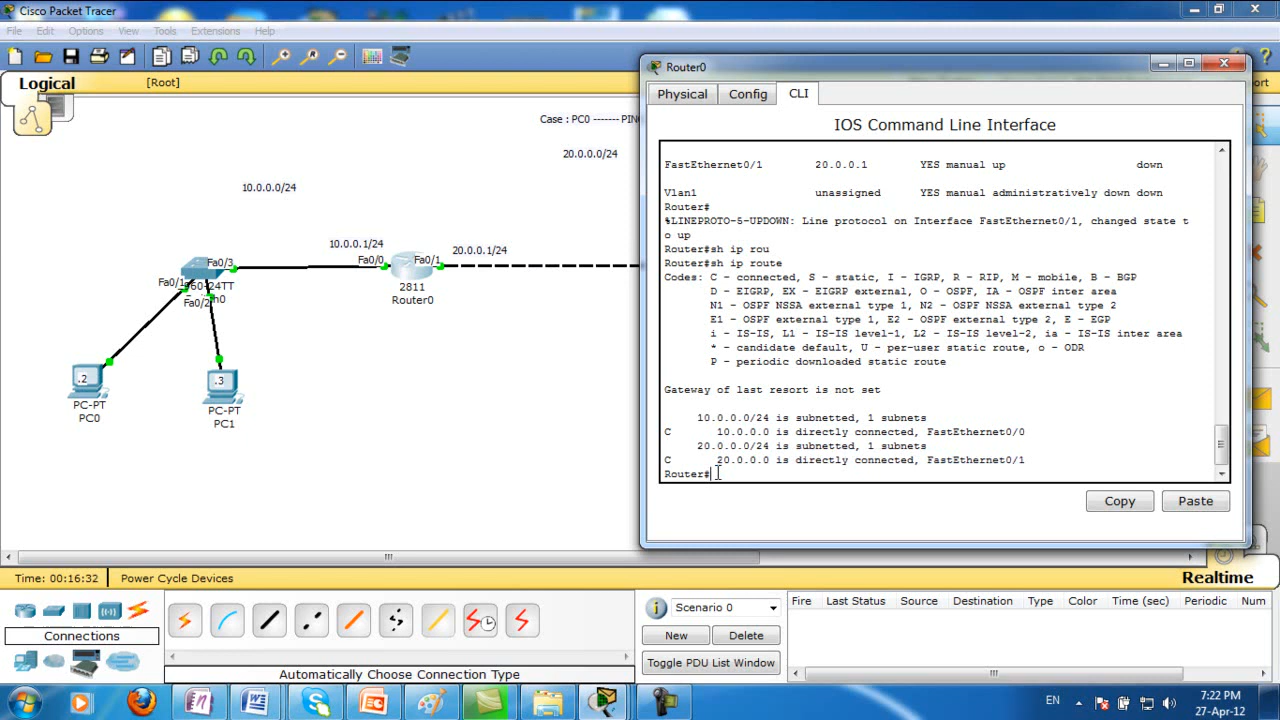 Cisco Packet Tracer
File Edit Options View Tools Extensions Help
Logical
[Root]
Case : PC0 ------- PIN
20.0.0.0/24
10.0.0.0/24
10.0.0.1/24
20.0.0.1/24
Fa0/3
Fa0/0
Fa0/1
Fa0/1
24TT
Fa0/2
2811
Router0
.2
PC-PT
PC0
.3
PC-PT
PC1
Router0
Physical Config CLI
IOS Command Line Interface
FastEthernet0/1 20.0.0.1 YES manual up down
Vlan1 unassigned YES manual administratively down down
Router#
%LINEPROTO-5-UPDOWN: Line protocol on Interface FastEthernet0/1, changed state t
o up
Router#sh ip rou
Router#sh ip route
Codes: C - connected, S - static, I - IGRP, R - RIP, M - mobile, B - BGP
D - EIGRP, EX - EIGRP external, O - OSPF, IA - OSPF inter area
N1 - OSPF NSSA external type 1, N2 - OSPF NSSA external type 2
E1 - OSPF external type 1, E2 - OSPF external type 2, E - EGP
i - IS-IS, L1 - IS-IS level-1, L2 - IS-IS level-2, ia - IS-IS inter area
* - candidate default, U - per-user static route, o - ODR
P - periodic downloaded static route
Gateway of last resort is not set
10.0.0.0/24 is subnetted, 1 subnets
C 10.0.0.0 is directly connected, FastEthernet0/0
20.0.0.0/24 is subnetted, 1 subnets
C 20.0.0.0 is directly connected, FastEthernet0/1
Router#
Copy Paste
Time: 00:16:32 Power Cycle Devices
Realtime
Connections
Automatically Choose Connection Type
Scenario 0
New Delete
Toggle PDU List Window
Fire Last Status Source Destination Type Color Time (sec) Periodic Num
EN
7:22 PM
27-Apr-12